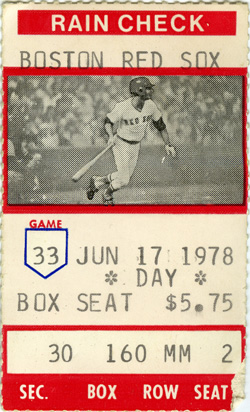 RAIN CHECK
BOSTON RED SOX
RED SOX
GAME
33 JUN 17 1978
* DAY *
BOX SEAT $5.75
30 160 MM 2
SEC. BOX ROW SEAT